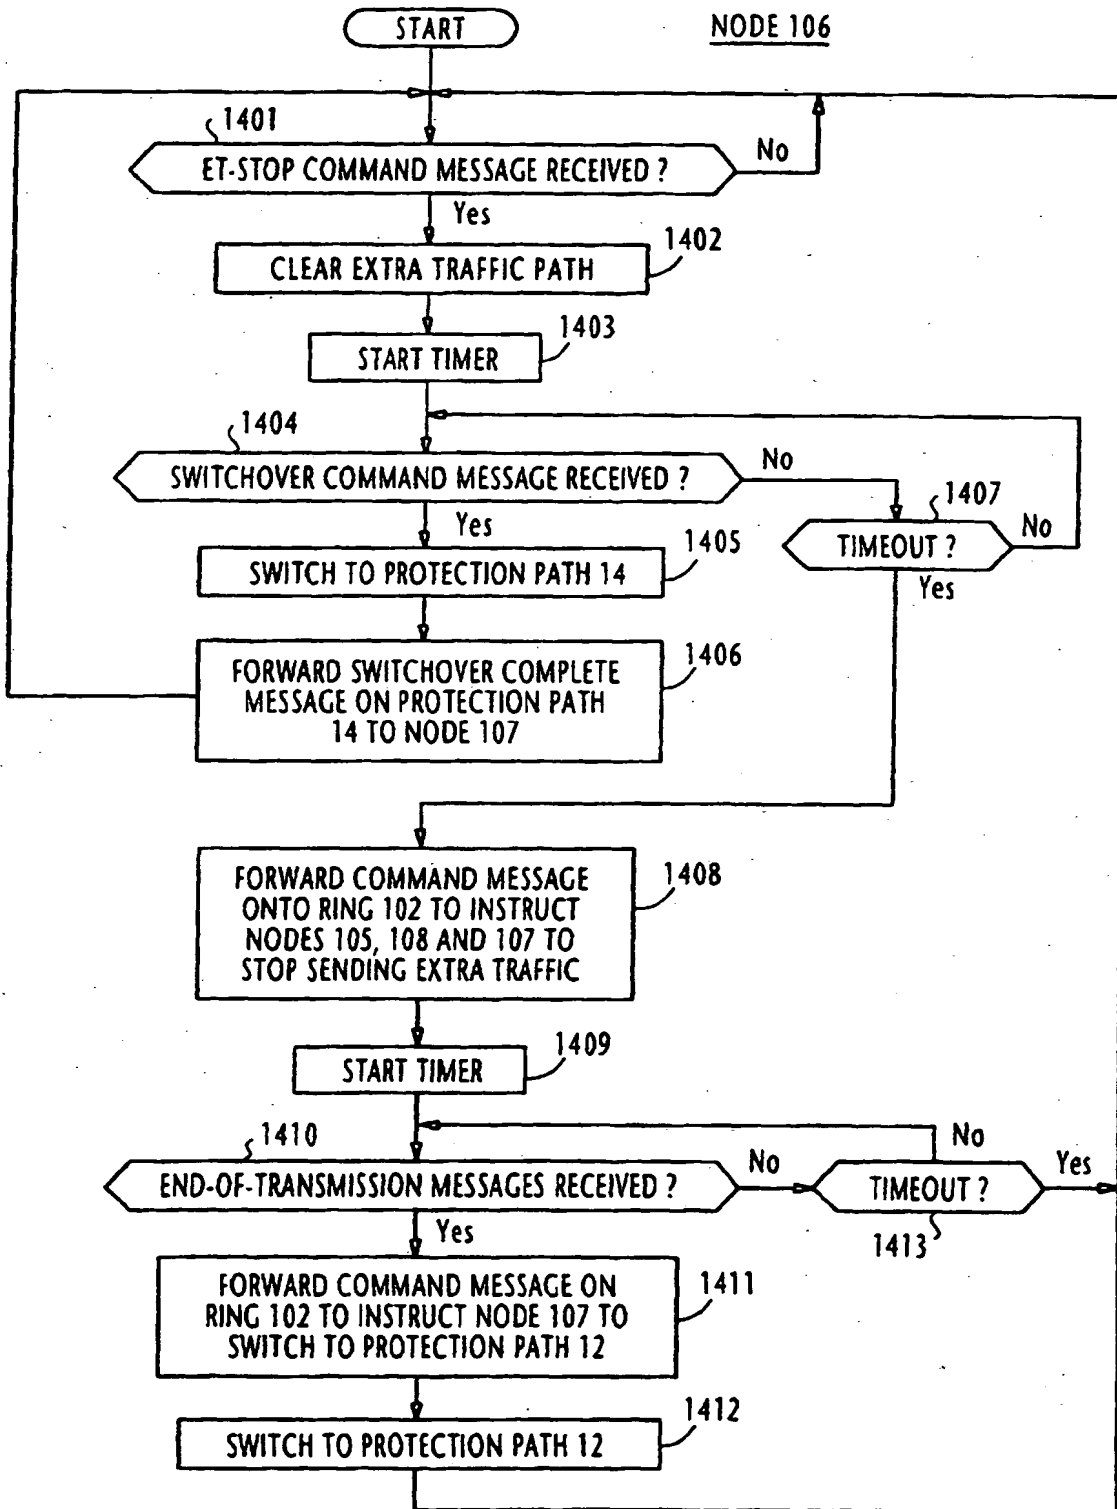 START
NODE 106
1401
ET-STOP COMMAND MESSAGE RECEIVED ?
No
Yes
1402
CLEAR EXTRA TRAFFIC PATH
1403
START TIMER
1404
SWITCHOVER COMMAND MESSAGE RECEIVED ?
No
1407
TIMEOUT ?
No
Yes
Yes
1405
SWITCH TO PROTECTION PATH 14
1406
FORWARD SWITCHOVER COMPLETE
MESSAGE ON PROTECTION PATH
14 TO NODE 107
1408
FORWARD COMMAND MESSAGE
ONTO RING 102 TO INSTRUCT
NODES 105, 108 AND 107 TO
STOP SENDING EXTRA TRAFFIC
1409
START TIMER
1410
END-OF-TRANSMISSION MESSAGES RECEIVED ?
No
No
TIMEOUT ?
Yes
1413
Yes
FORWARD COMMAND MESSAGE ON
RING 102 TO INSTRUCT NODE 107 TO
SWITCH TO PROTECTION PATH 12
1411
1412
SWITCH TO PROTECTION PATH 12